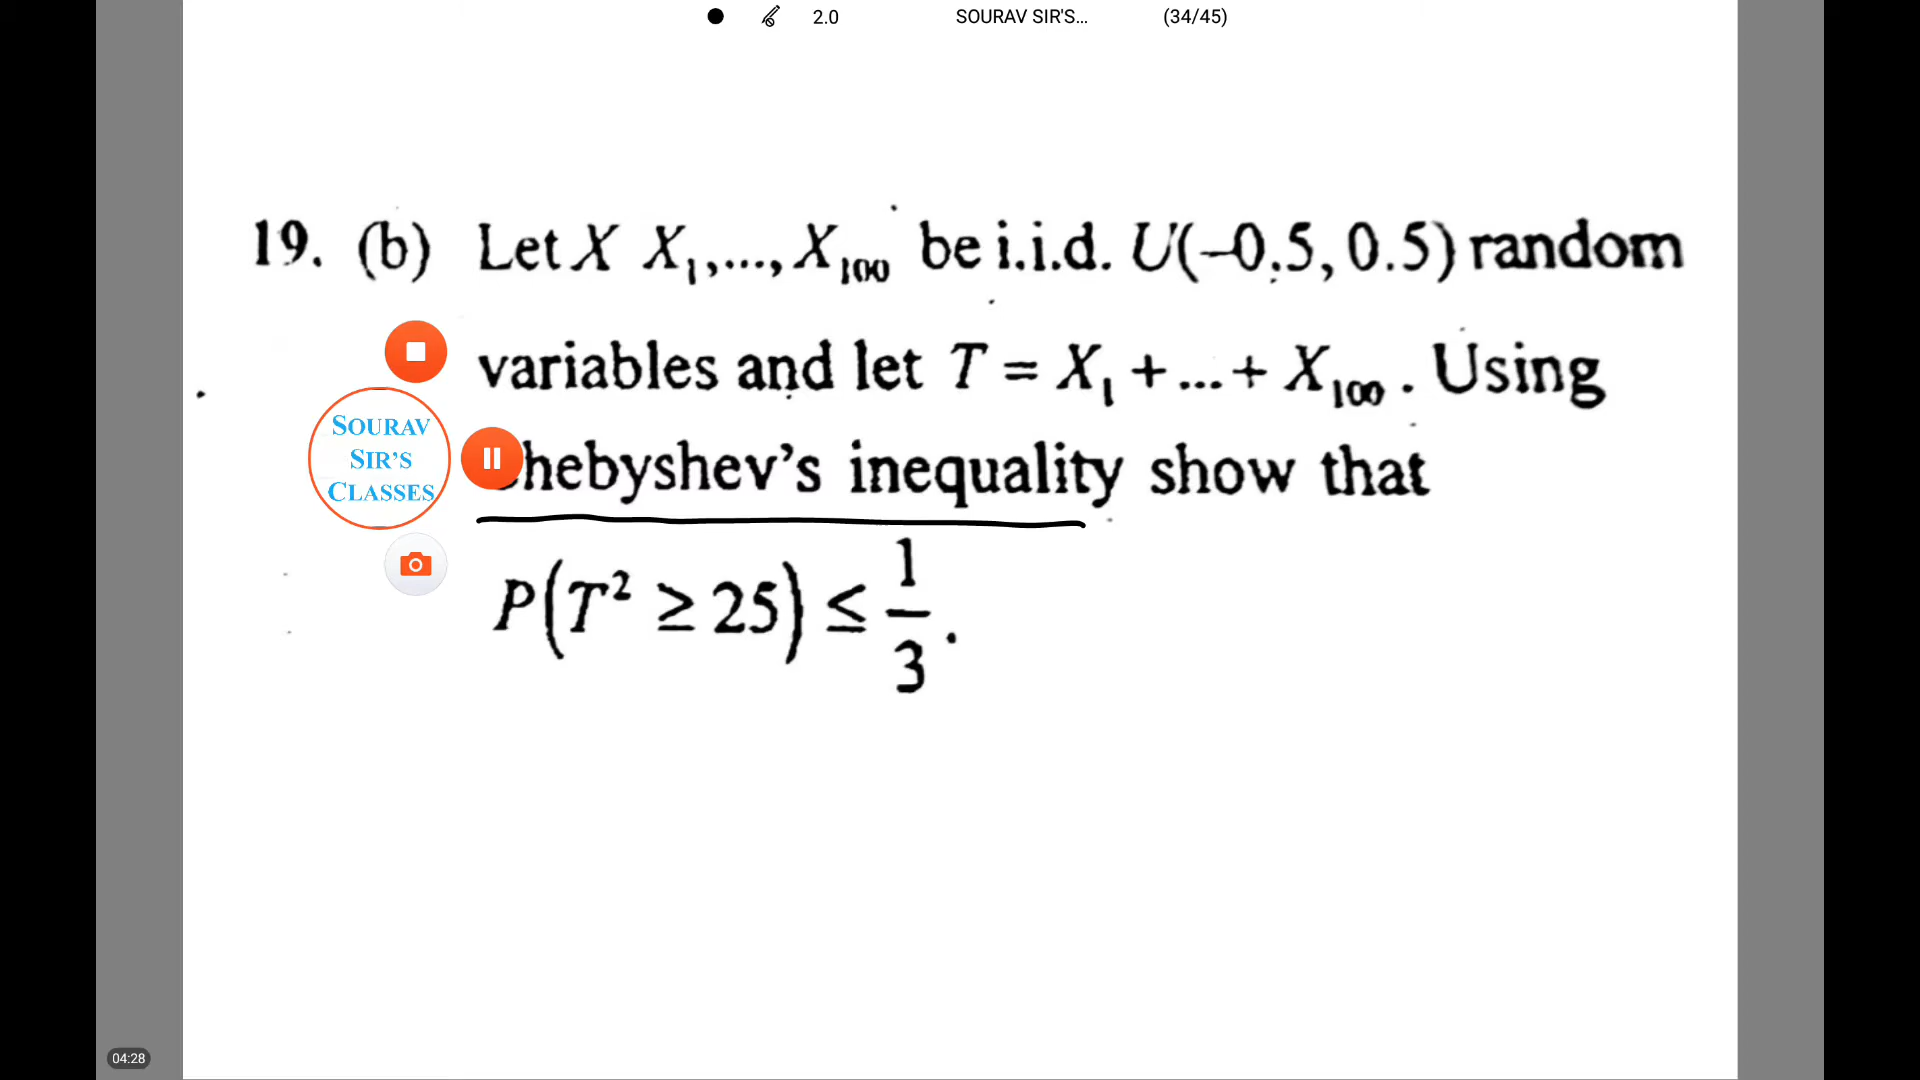 2.0 SOURAV SIR'S... (34/45)
19. (b) Let X X₁,..., X₁₀₀ be i.i.d. U(–0.5, 0.5) random
variables and let T = X₁ + ... + X₁₀₀ . Using
hebyshev's inequality show that
SOURAV
SIR'S
CLASSES
P(T² ≥ 25) ≤ 1/3 .
04:28